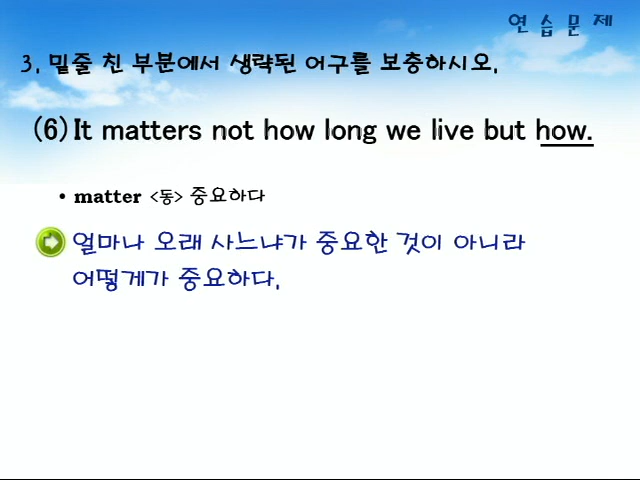 연 습 문 제
3. 밑줄 친 부분에서 생략된 어구를 보충하시오.
(6) It matters not how long we live but how.
• matter <동> 중요하다
얼마나 오래 사느냐가 중요한 것이 아니라
어떻게가 중요하다.